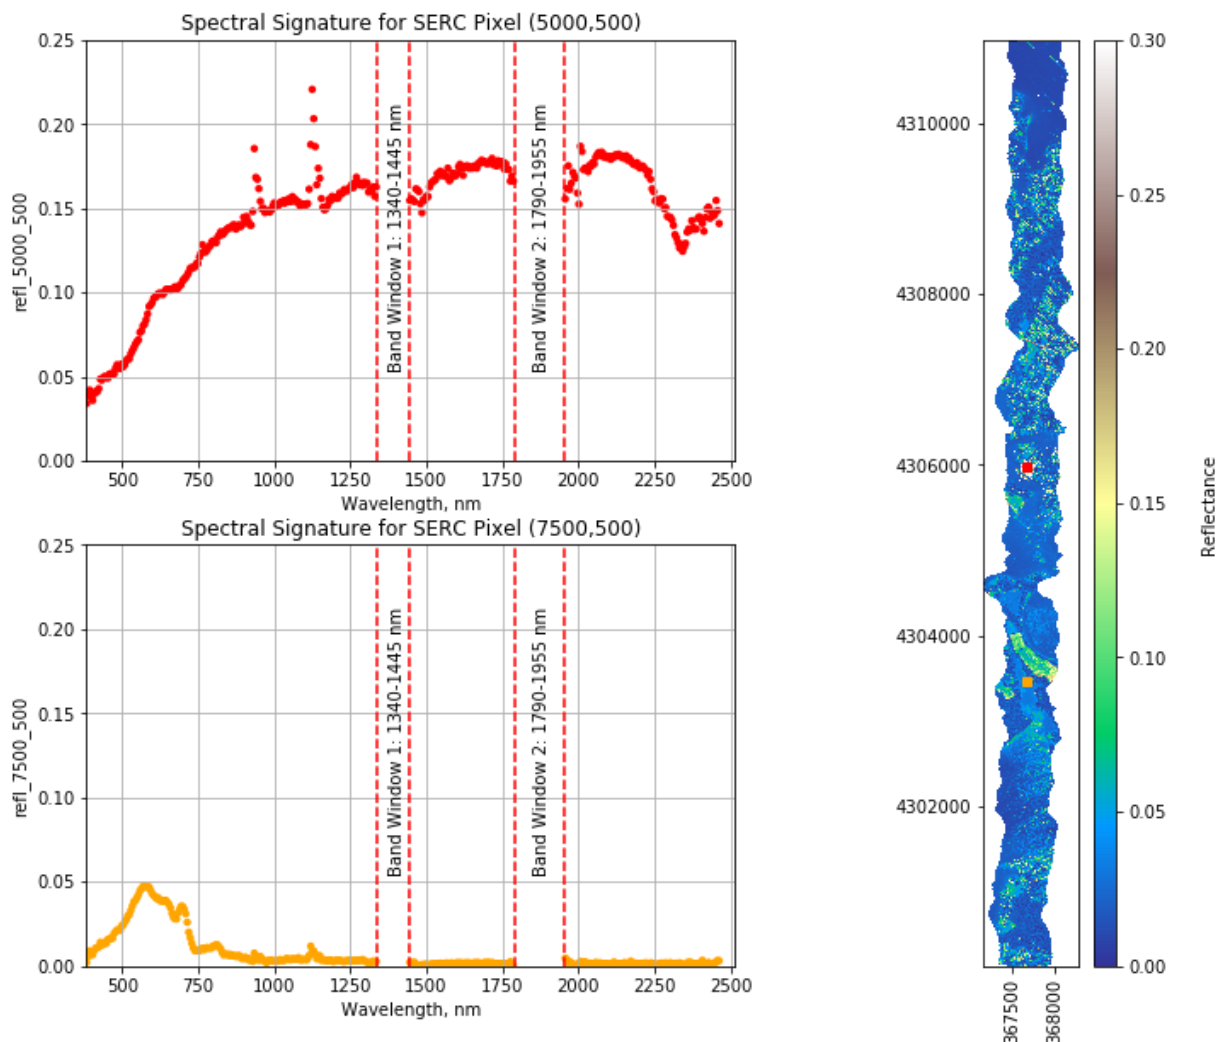 Spectral Signature for SERC Pixel (5000,500)
0.25
0.20
0.15
0.10
0.05
0.00
refl_5000_500
Band Window 1: 1340-1445 nm
Band Window 2: 1790-1955 nm
500 750 1000 1250 1500 1750 2000 2250 2500
Wavelength, nm
Spectral Signature for SERC Pixel (7500,500)
0.25
0.20
0.15
0.10
0.05
0.00
refl_7500_500
Band Window 1: 1340-1445 nm
Band Window 2: 1790-1955 nm
500 750 1000 1250 1500 1750 2000 2250 2500
Wavelength, nm
4310000
4308000
4306000
4304000
4302000
367500
368000
0.30
0.25
0.20
0.15
0.10
0.05
0.00
Reflectance